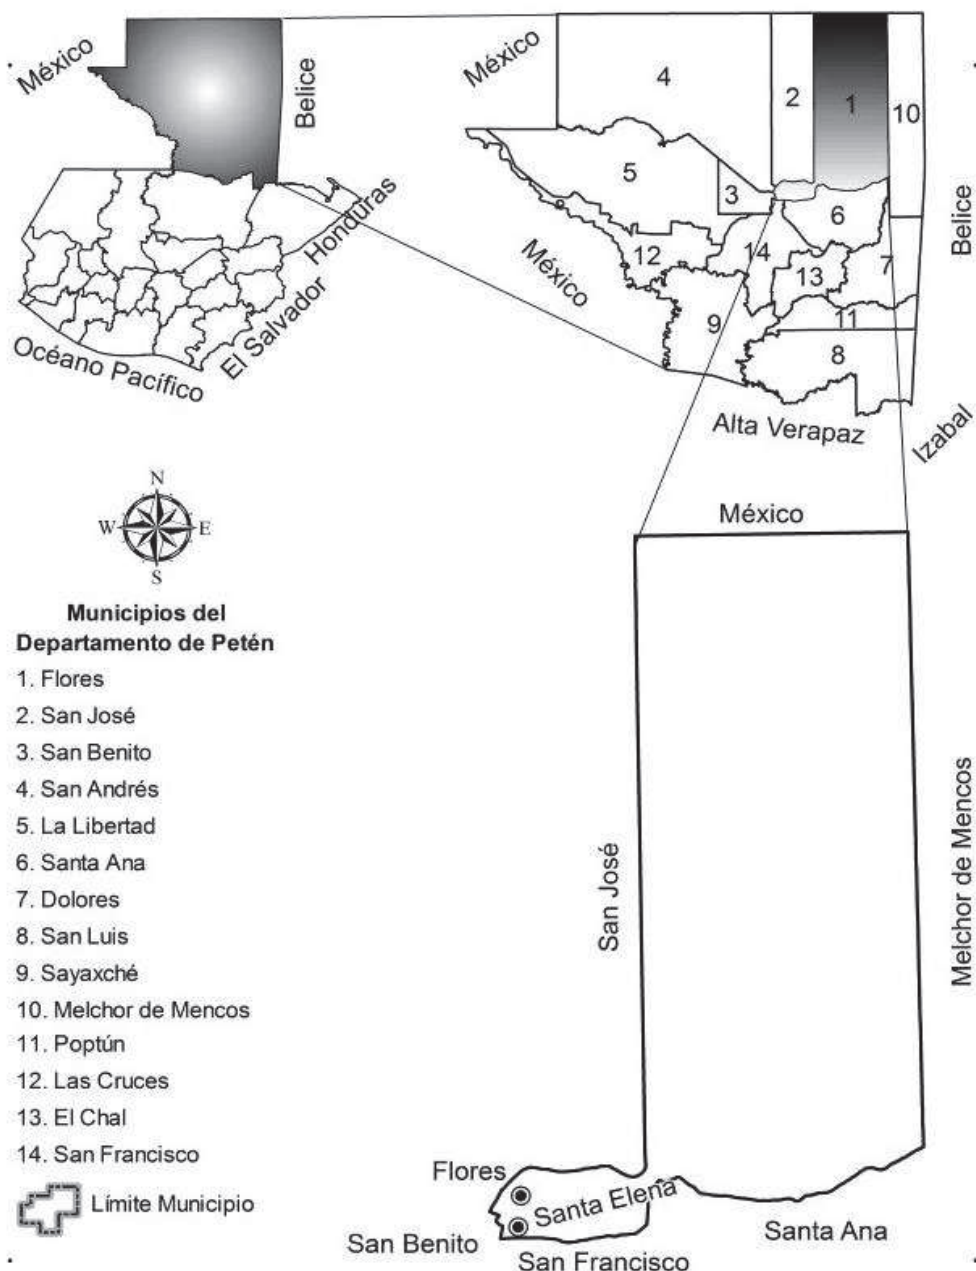 México
Belice
Honduras
El Salvador
Océano Pacífico
México
4
2
1
10
5
3
6
Belice
México
12
14
13
7
9
11
8
Alta Verapaz
Izabal
N
W
E
S
Municipios del
Departamento de Petén
1. Flores
2. San José
3. San Benito
4. San Andrés
5. La Libertad
6. Santa Ana
7. Dolores
8. San Luis
9. Sayaxché
10. Melchor de Mencos
11. Poptún
12. Las Cruces
13. El Chal
14. San Francisco
Límite Municipio
México
San José
Melchor de Mencos
Flores
Santa Elena
San Benito
San Francisco
Santa Ana